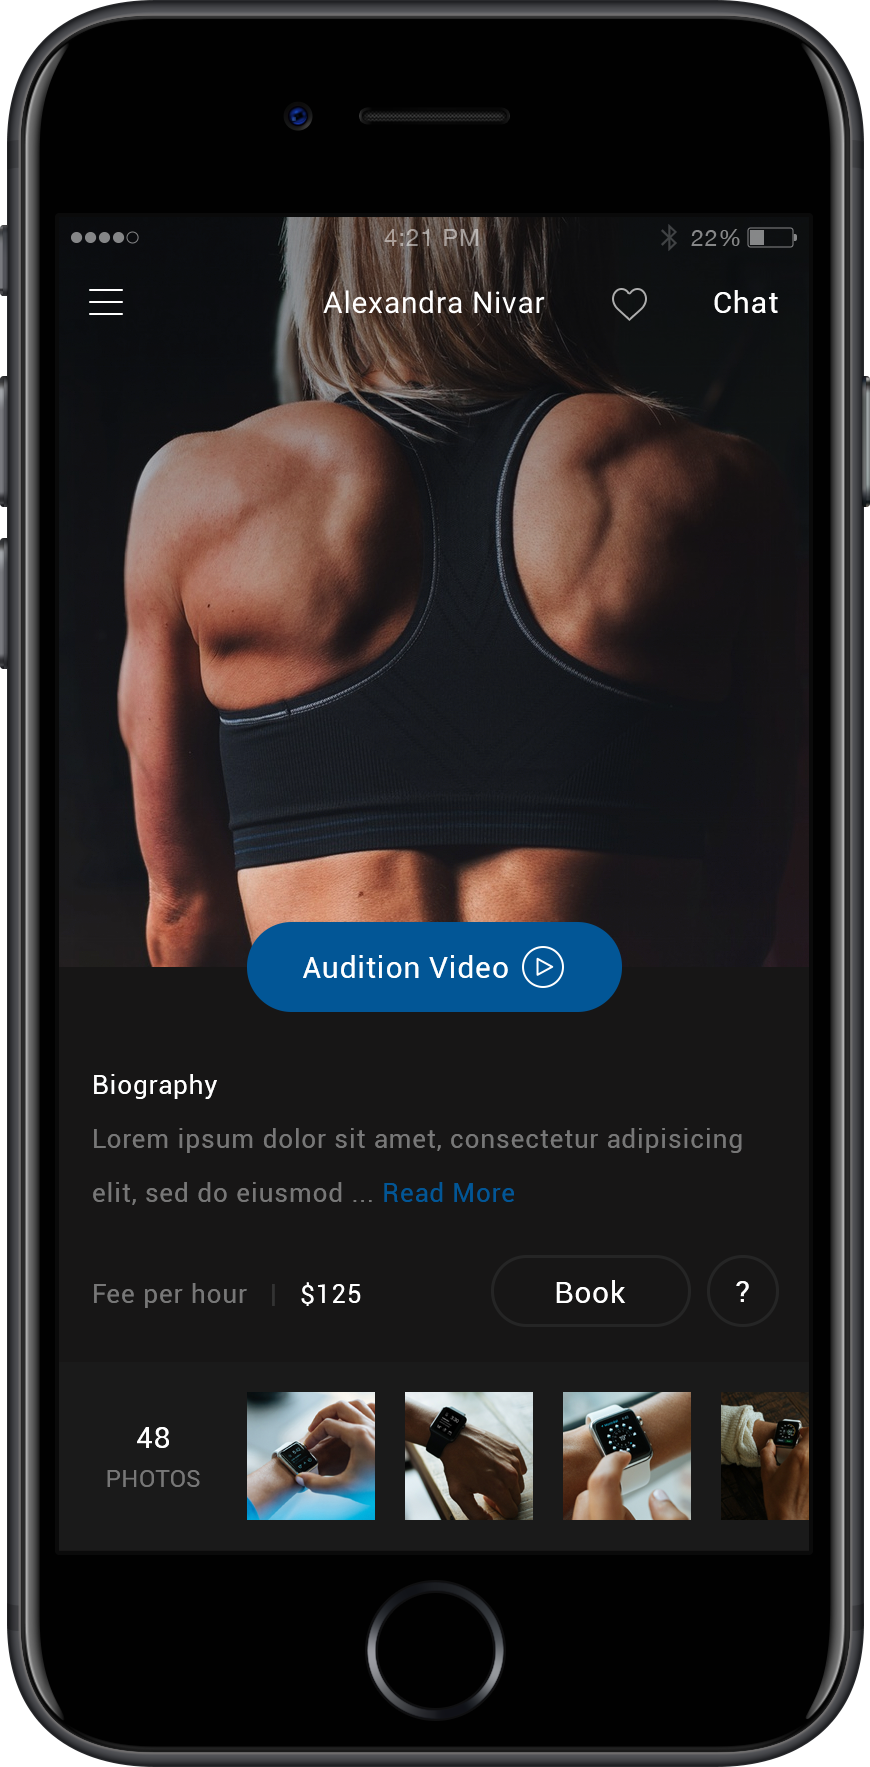 4:21 PM 22%
Alexandra Nivar Chat
Audition Video
Biography
Lorem ipsum dolor sit amet, consectetur adipisicing
elit, sed do eiusmod ... Read More
Fee per hour | $125 Book ?
48
PHOTOS